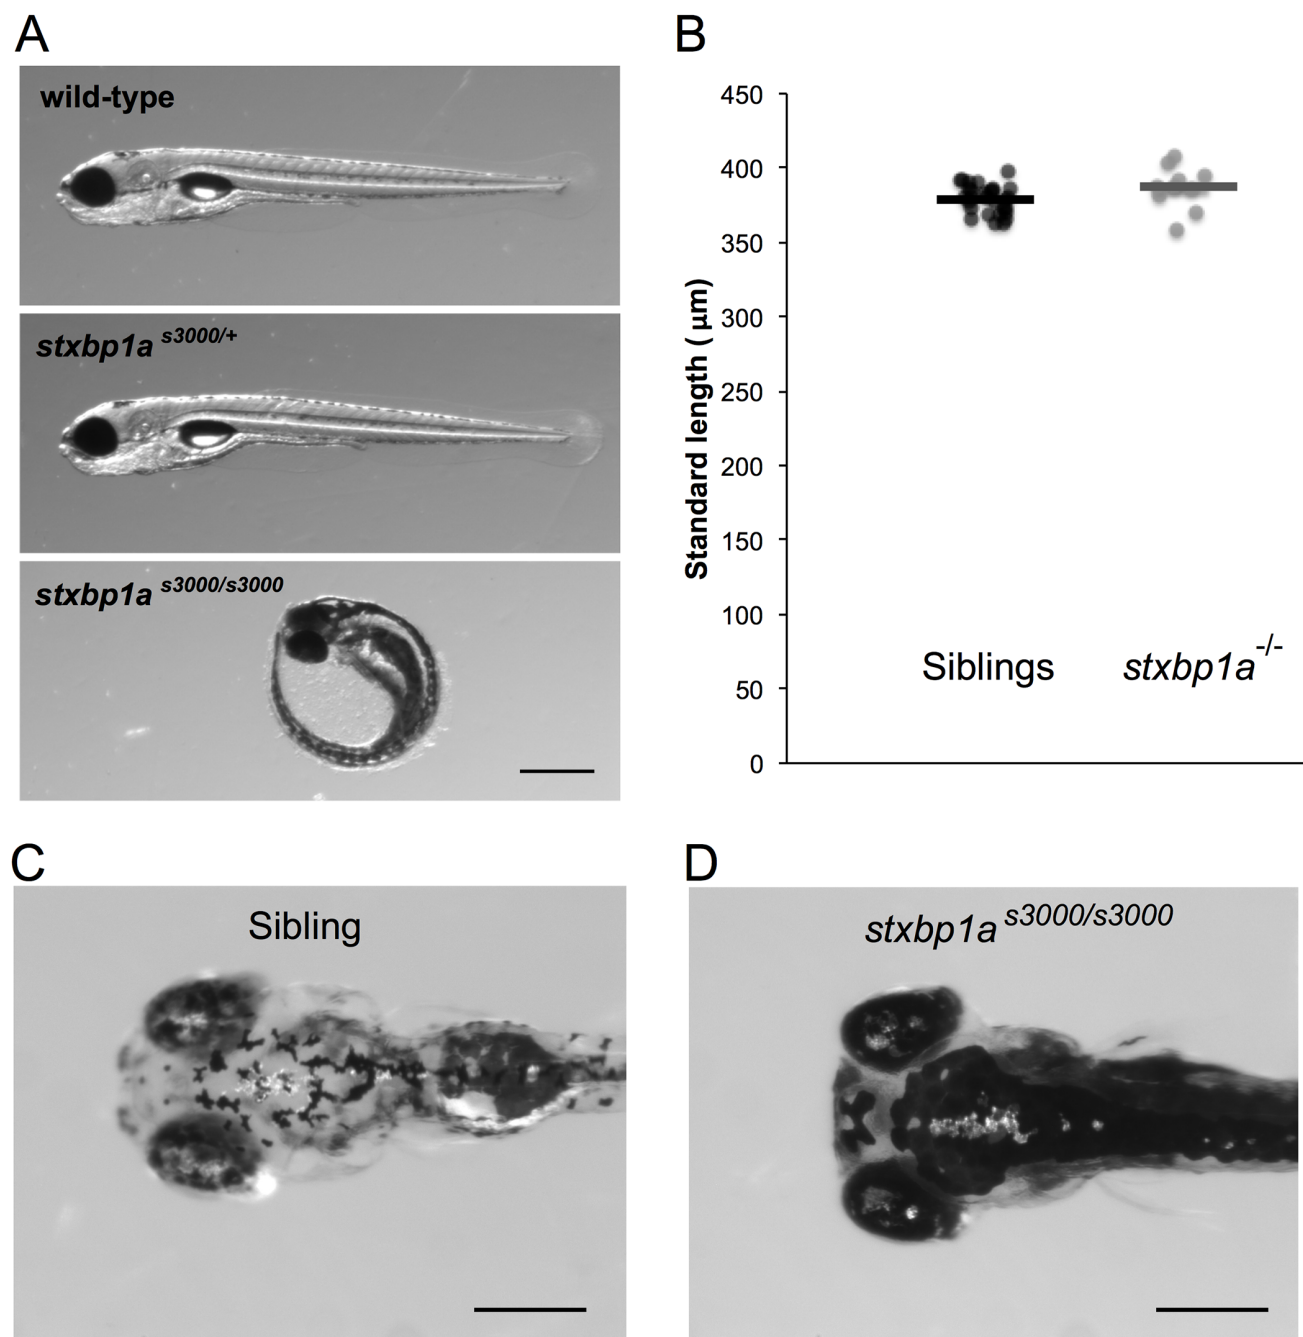 A
wild-type
stxbp1a s3000/+
stxbp1a s3000/s3000
B
450
400
350
300
250
200
150
100
50
0
Standard length ( µm)
Siblings
stxbp1a-/-
C
Sibling
D
stxbp1a s3000/s3000